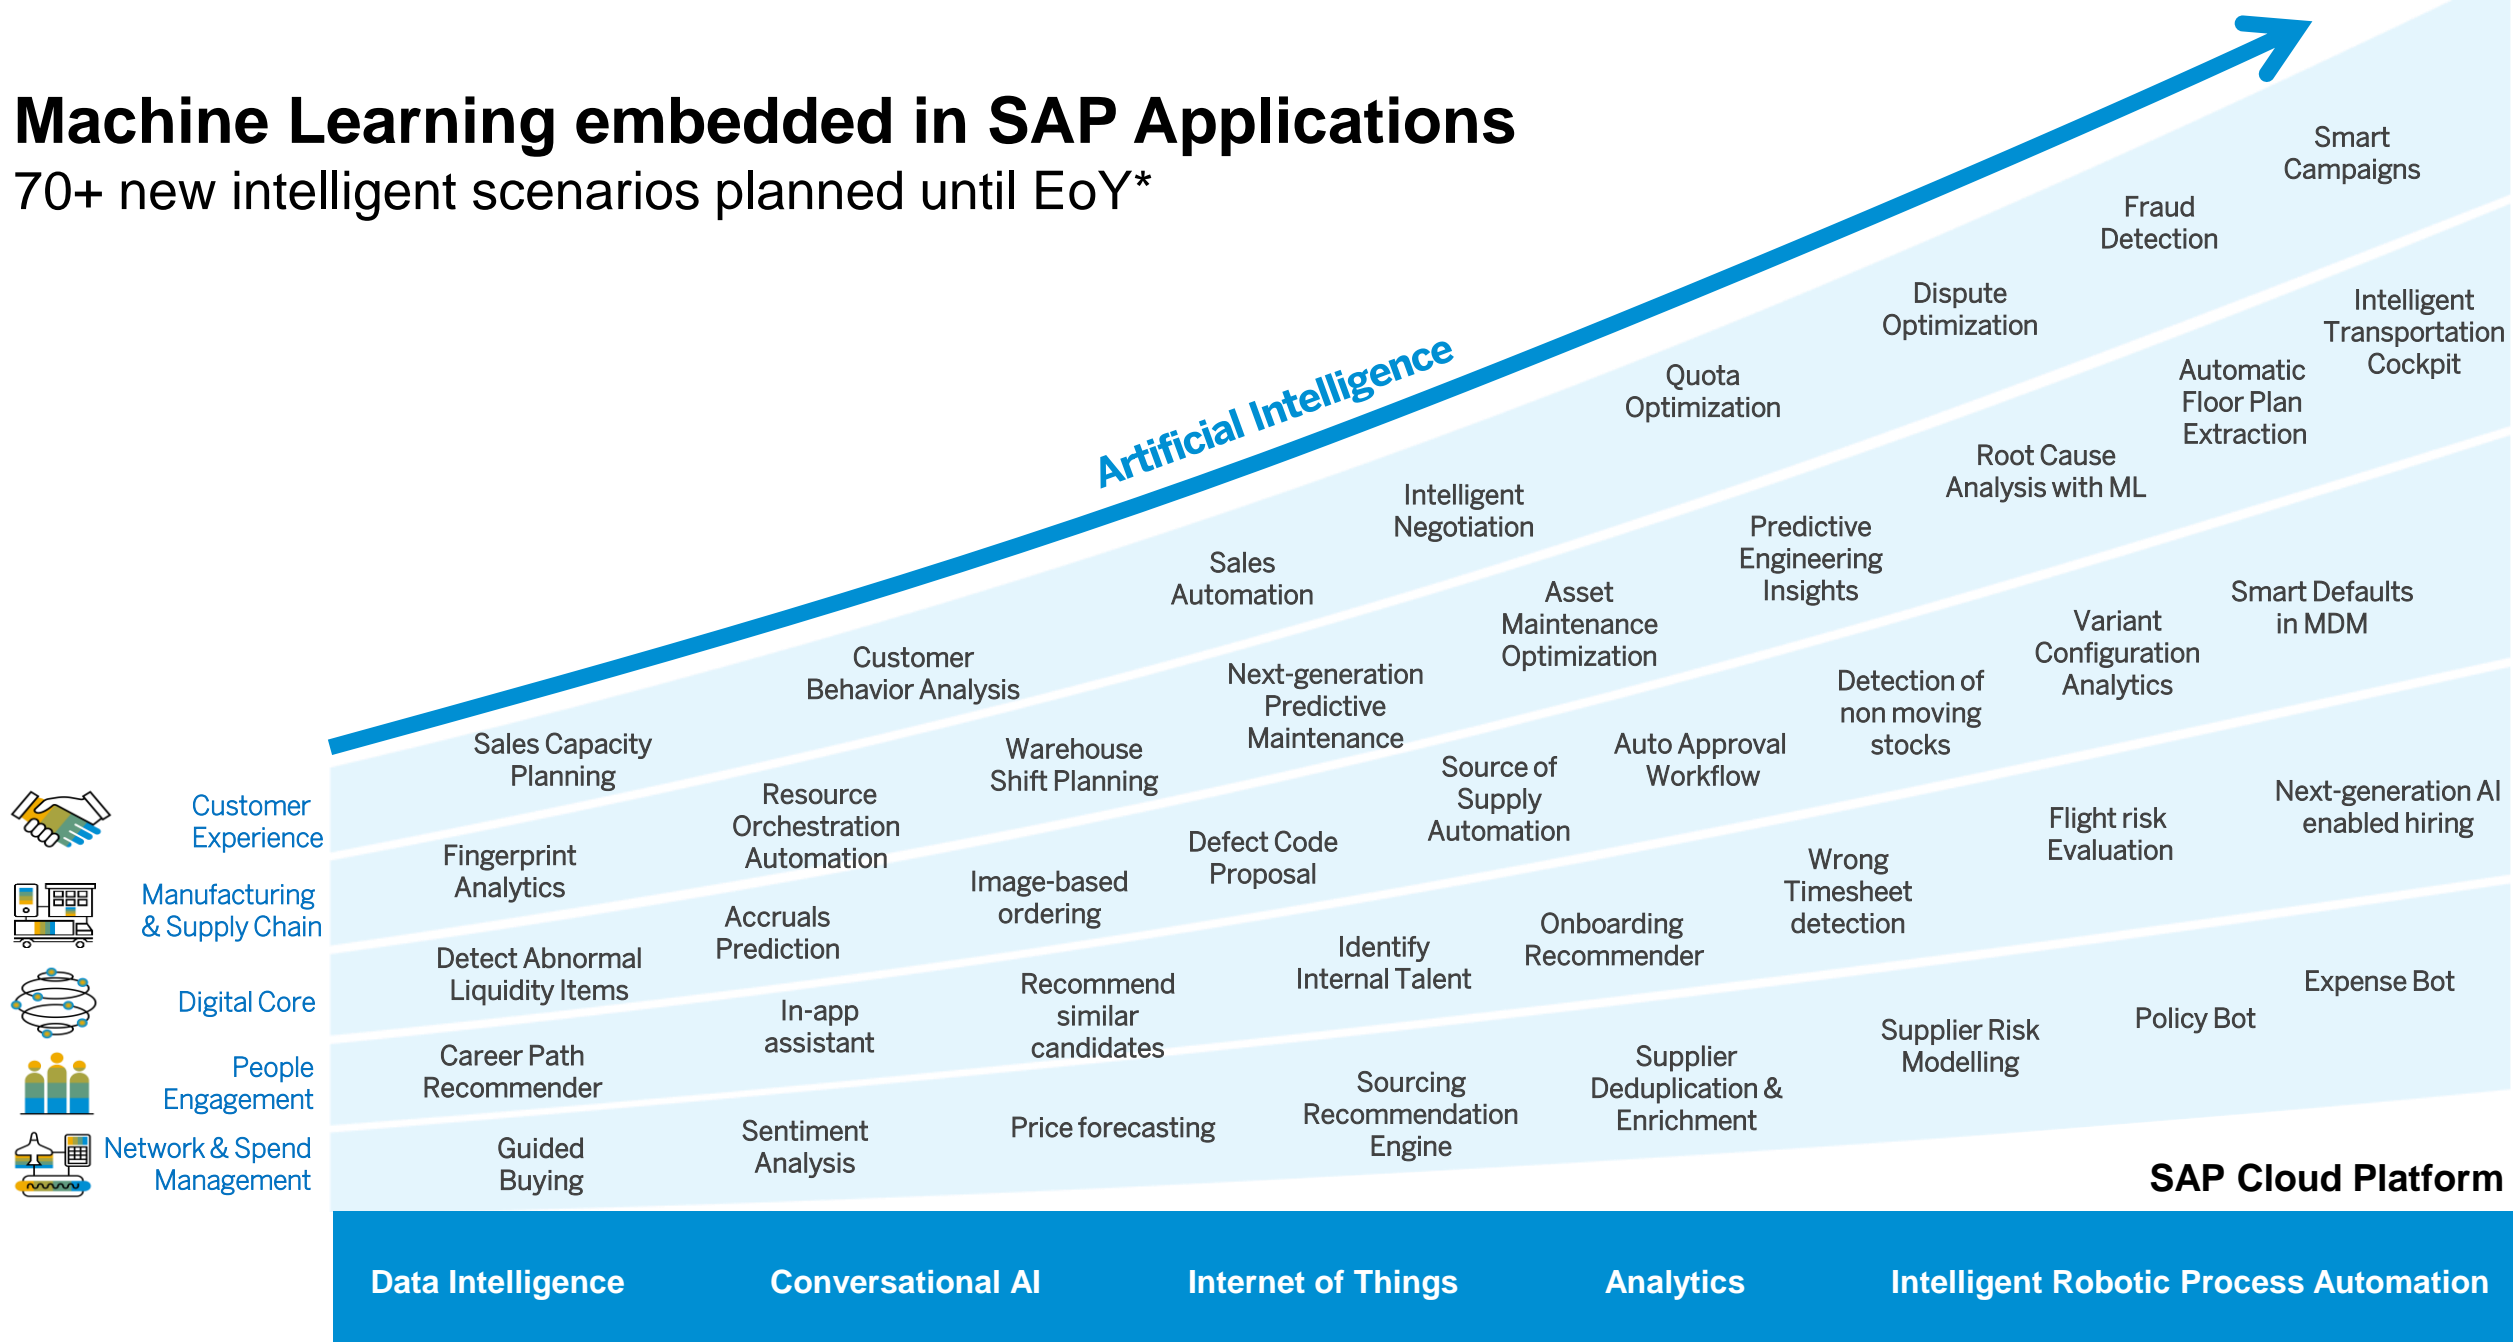 Machine Learning embedded in SAP Applications
70+ new intelligent scenarios planned until EoY*
Artificial Intelligence
Customer
Experience
Sales Capacity
Planning
Customer
Behavior Analysis
Sales
Automation
Intelligent
Negotiation
Quota
Optimization
Dispute
Optimization
Fraud
Detection
Smart
Campaigns
Manufacturing
& Supply Chain
Fingerprint
Analytics
Resource
Orchestration
Automation
Warehouse
Shift Planning
Next-generation
Predictive
Maintenance
Asset
Maintenance
Optimization
Predictive
Engineering
Insights
Root Cause
Analysis with ML
Automatic
Floor Plan
Extraction
Intelligent
Transportation
Cockpit
Digital Core
Detect Abnormal
Liquidity Items
Accruals
Prediction
Image-based
ordering
Defect Code
Proposal
Source of
Supply
Automation
Auto Approval
Workflow
Detection of
non moving
stocks
Variant
Configuration
Analytics
Smart Defaults
in MDM
People
Engagement
Career Path
Recommender
In-app
assistant
Recommend
similar
candidates
Identify
Internal Talent
Onboarding
Recommender
Wrong
Timesheet
detection
Flight risk
Evaluation
Next-generation AI
enabled hiring
Network & Spend
Management
Guided
Buying
Sentiment
Analysis
Price forecasting
Sourcing
Recommendation
Engine
Supplier
Deduplication &
Enrichment
Supplier Risk
Modelling
Policy Bot
Expense Bot
SAP Cloud Platform
Data Intelligence
Conversational AI
Internet of Things
Analytics
Intelligent Robotic Process Automation